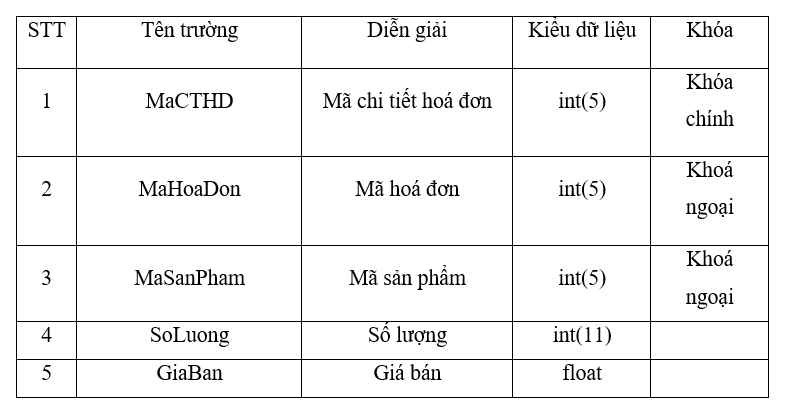 STT Tên trường Diễn giải Kiểu dữ liệu Khóa
1 MaCTHD Mã chi tiết hoá đơn int(5) Khóa
chính
2 MaHoaDon Mã hoá đơn int(5) Khoá
ngoại
3 MaSanPham Mã sản phẩm int(5) Khoá
ngoại
4 SoLuong Số lượng int(11)
5 GiaBan Giá bán float